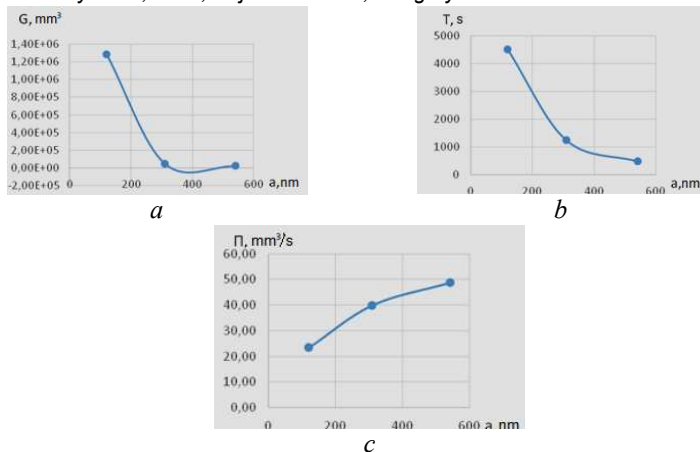 G, mm³
1,40E+06
1,20E+06
1,00E+06
8,00E+05
6,00E+05
4,00E+05
2,00E+05
0,00E+00
-2,00E+05
0 200 400 600 a,nm
a
T, s
5000
4000
3000
2000
1000
0
0 200 400 600 a,nm
b
П, mm³/s
60,00
50,00
40,00
30,00
20,00
10,00
0,00
0 200 400 600 a nm
c